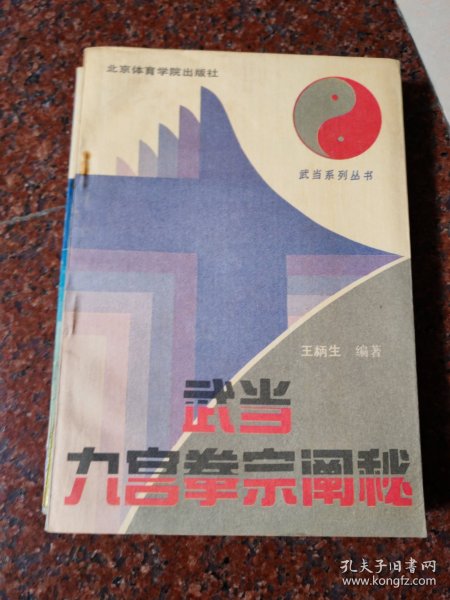 北京体育学院出版社
武当系列丛书
王柄生 编著
武当
九宫拳宗阐秘
孔夫子旧书网
www.kongfz.com